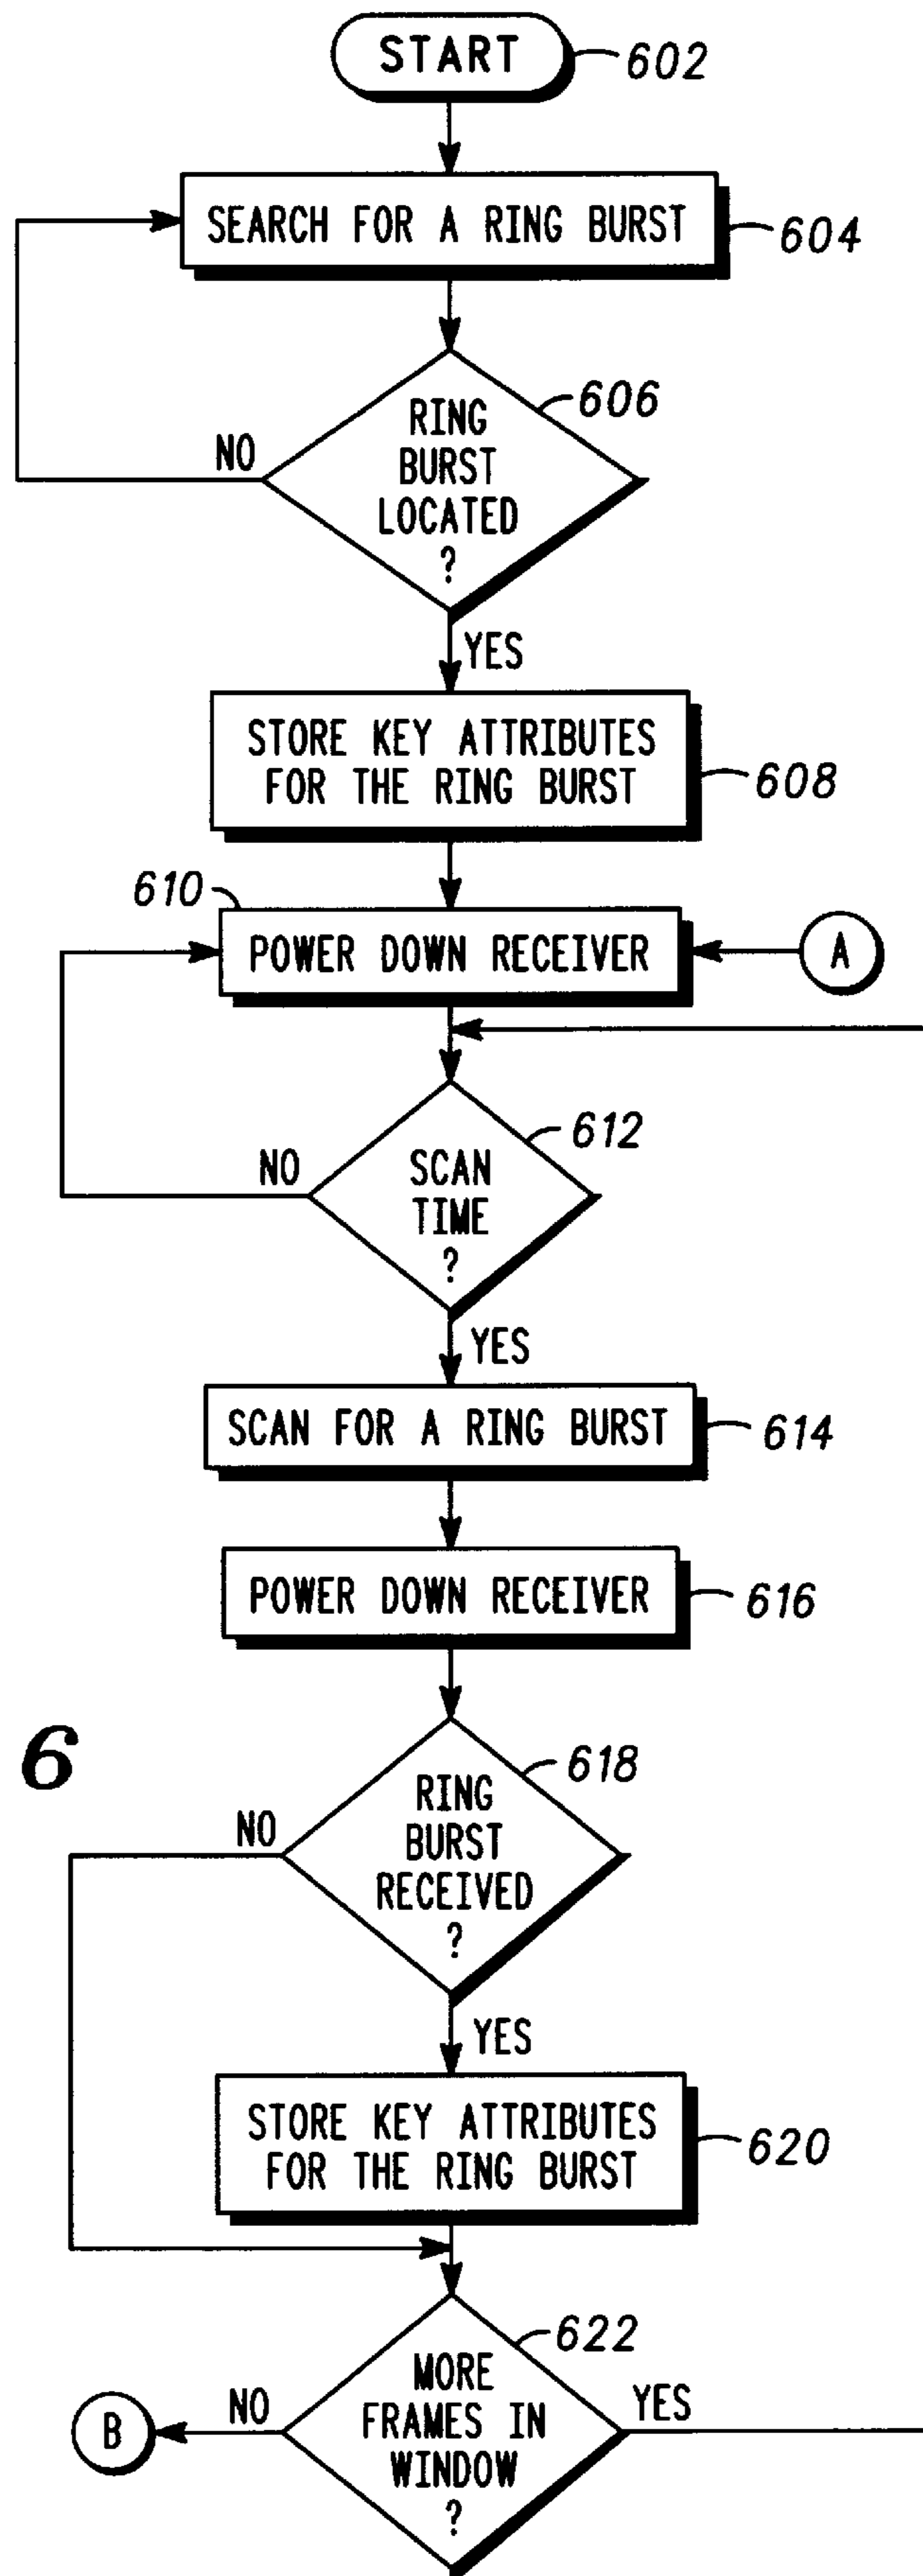 START
602
SEARCH FOR A RING BURST
604
606
RING
BURST
LOCATED
?
NO
YES
STORE KEY ATTRIBUTES
FOR THE RING BURST
608
610
POWER DOWN RECEIVER
A
612
SCAN
TIME
?
NO
YES
SCAN FOR A RING BURST
614
POWER DOWN RECEIVER
616
6
618
RING
BURST
RECEIVED
?
NO
YES
STORE KEY ATTRIBUTES
FOR THE RING BURST
620
622
MORE
FRAMES IN
WINDOW
?
NO
YES
B